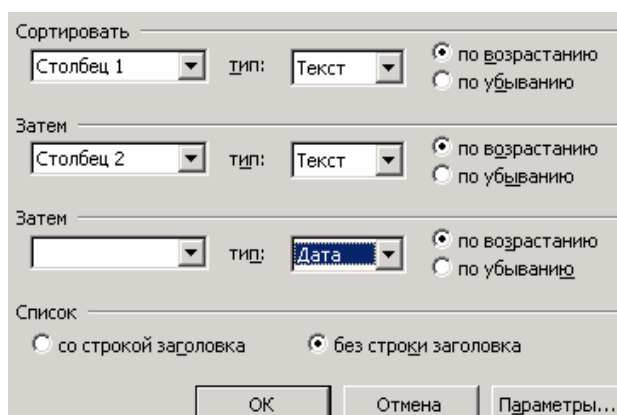 Сортировать
Столбец 1 тип: Текст по возрастанию
по убыванию
Затем
Столбец 2 тип: Текст по возрастанию
по убыванию
Затем
тип: Дата по возрастанию
по убыванию
Список
со строкой заголовка без строки заголовка
ОК Отмена Параметры...